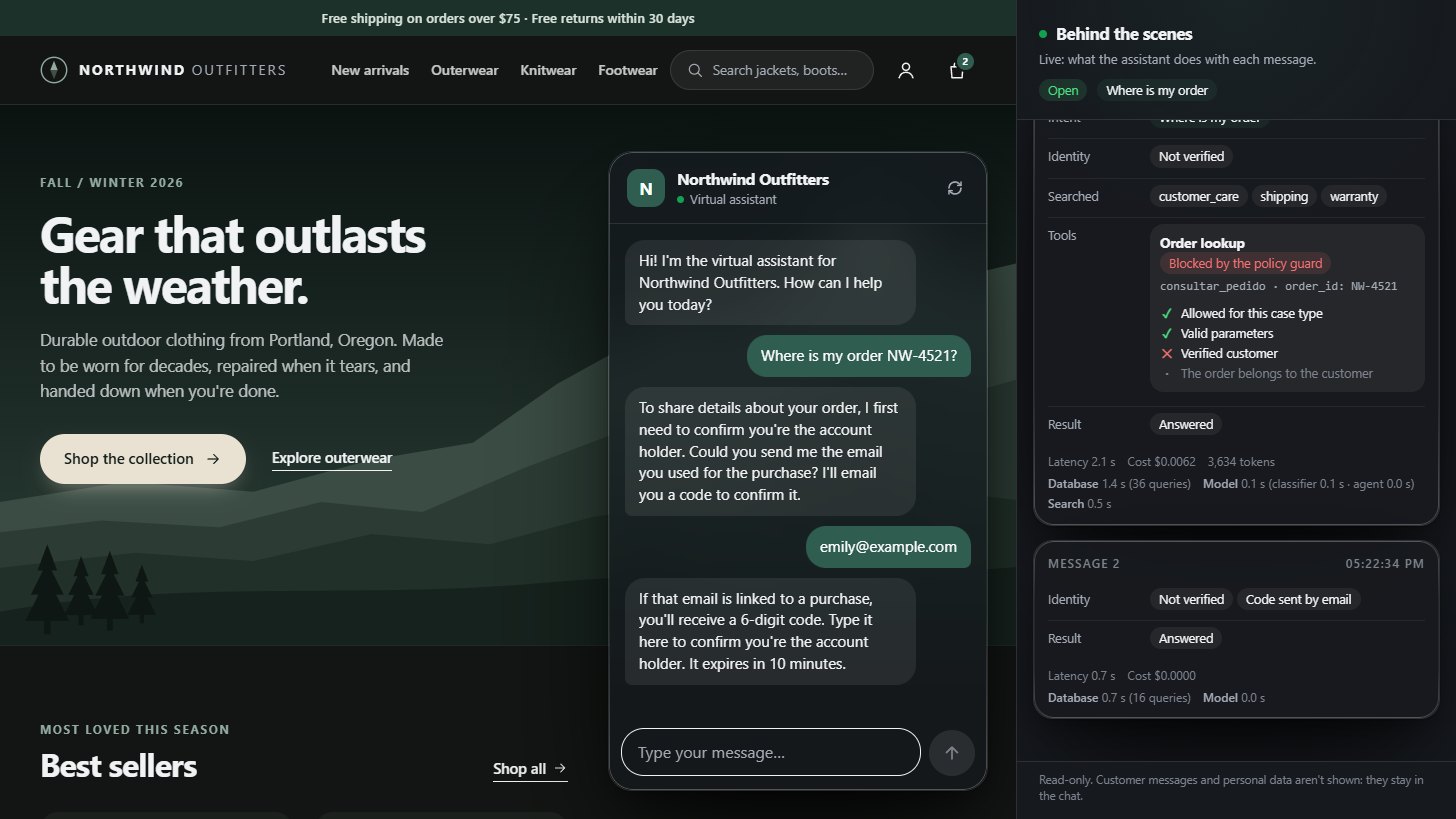 Free shipping on orders over $75 · Free returns within 30 days
NORTHWIND OUTFITTERS
New arrivals
Outerwear
Knitwear
Footwear
Search jackets, boots...
2
FALL / WINTER 2026
Gear that outlasts
the weather.
Durable outdoor clothing from Portland, Oregon. Made
to be worn for decades, repaired when it tears, and
handed down when you're done.
Shop the collection →
Explore outerwear
MOST LOVED THIS SEASON
Best sellers
Shop all →
N
Northwind Outfitters
Virtual assistant
Hi! I'm the virtual assistant for
Northwind Outfitters. How can I help
you today?
Where is my order NW-4521?
To share details about your order, I first
need to confirm you're the account
holder. Could you send me the email
you used for the purchase? I'll email
you a code to confirm it.
emily@example.com
If that email is linked to a purchase,
you'll receive a 6-digit code. Type it
here to confirm you're the account
holder. It expires in 10 minutes.
Type your message...
Behind the scenes
Live: what the assistant does with each message.
Open
Where is my order
Intent
Where is my order
Identity
Not verified
Searched
customer_care
shipping
warranty
Tools
Order lookup
Blocked by the policy guard
consultar_pedido · order_id: NW-4521
✓ Allowed for this case type
✓ Valid parameters
✕ Verified customer
· The order belongs to the customer
Result
Answered
Latency 2.1 s Cost $0.0062 3,634 tokens
Database 1.4 s (36 queries) Model 0.1 s (classifier 0.1 s · agent 0.0 s)
Search 0.5 s
MESSAGE 2
05:22:34 PM
Identity
Not verified
Code sent by email
Result
Answered
Latency 0.7 s Cost $0.0000
Database 0.7 s (16 queries) Model 0.0 s
Read-only. Customer messages and personal data aren't shown: they stay in
the chat.